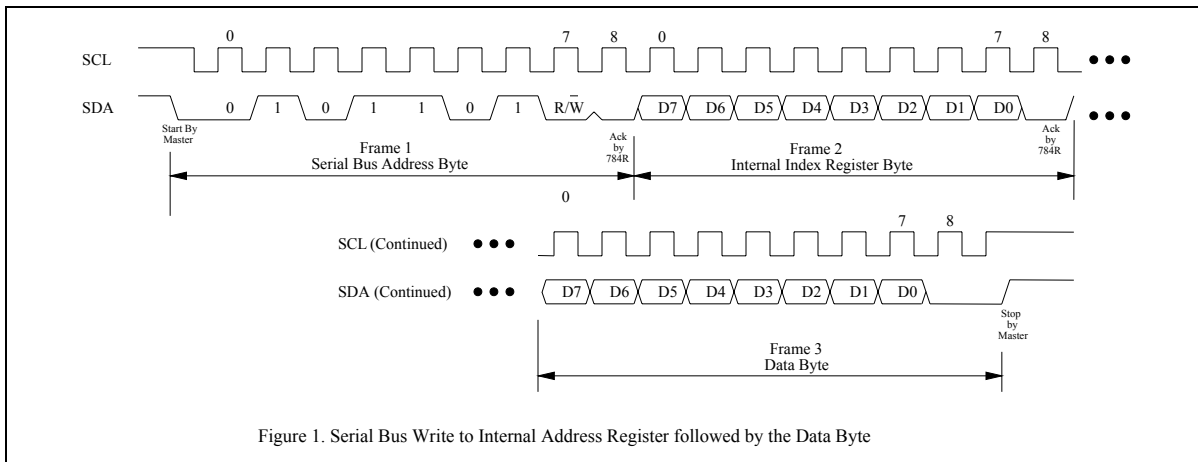 0 7 8 0 7 8
SCL
SDA 0 1 0 1 1 0 1 R/W̅ D7 D6 D5 D4 D3 D2 D1 D0
Start By
Master
Ack
by
784R
Ack
by
784R
Frame 1
Serial Bus Address Byte
Frame 2
Internal Index Register Byte
0
7 8
SCL (Continued)
SDA (Continued) D7 D6 D5 D4 D3 D2 D1 D0
Stop
by
Master
Frame 3
Data Byte
Figure 1. Serial Bus Write to Internal Address Register followed by the Data Byte